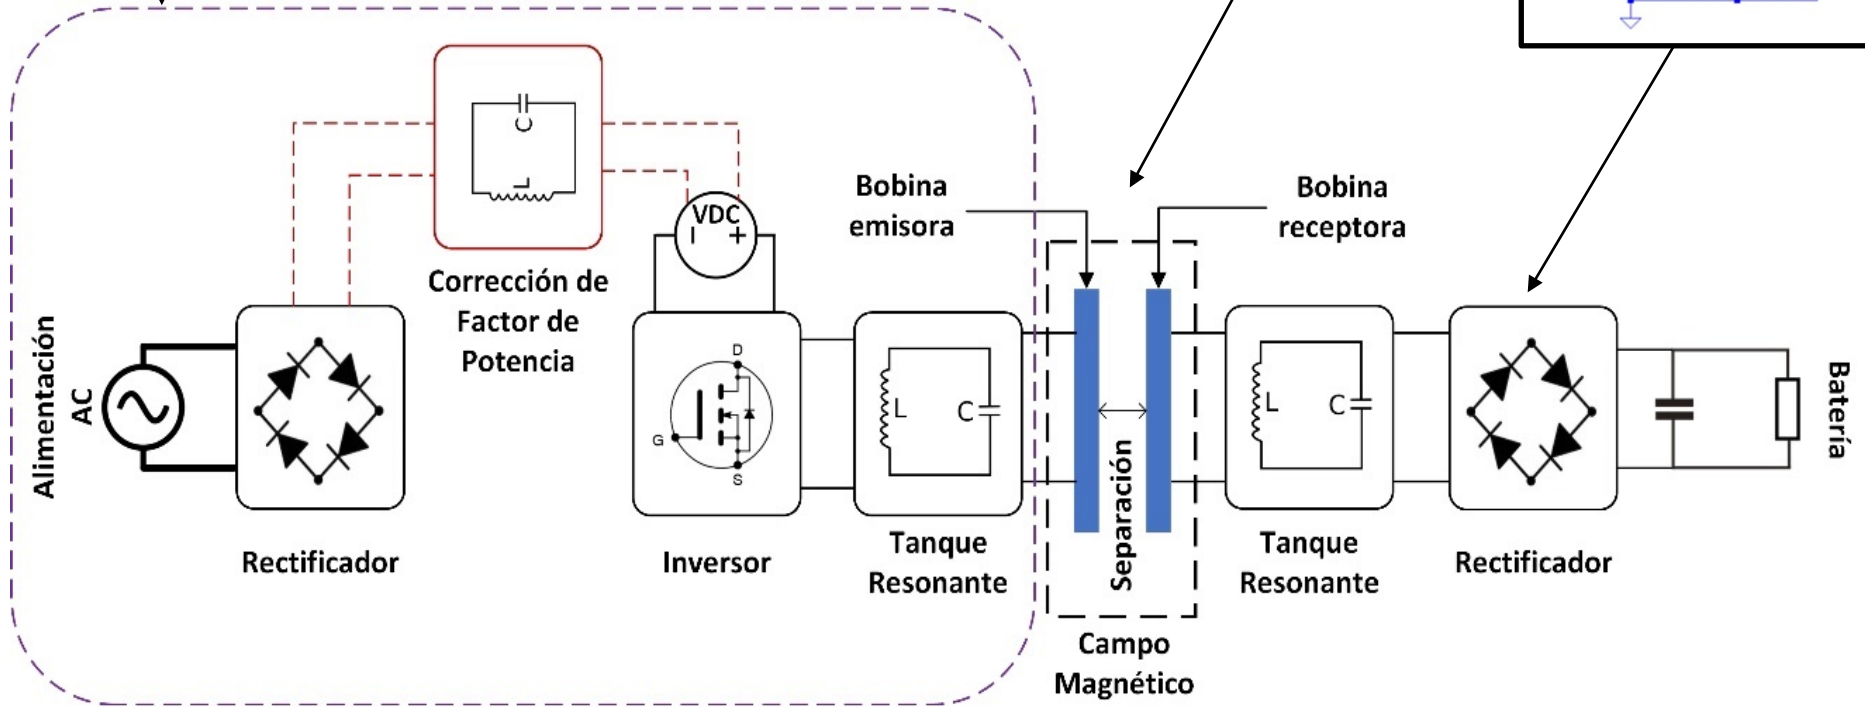 Alimentación
AC
Rectificador
C
L
Corrección de
Factor de
Potencia
VDC
- +
D
G
S
Inversor
L
C
Tanque
Resonante
Bobina
emisora
Bobina
receptora
Separación
Campo
Magnético
L
C
Tanque
Resonante
Rectificador
Batería